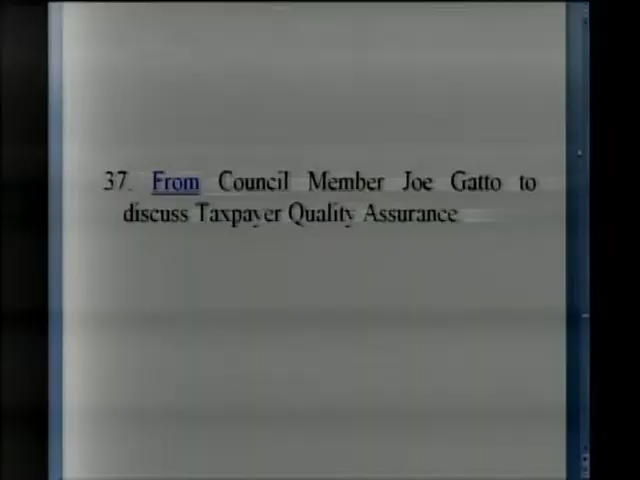 37. From Council Member Joe Gatto to
discuss Taxpayer Quality Assurance